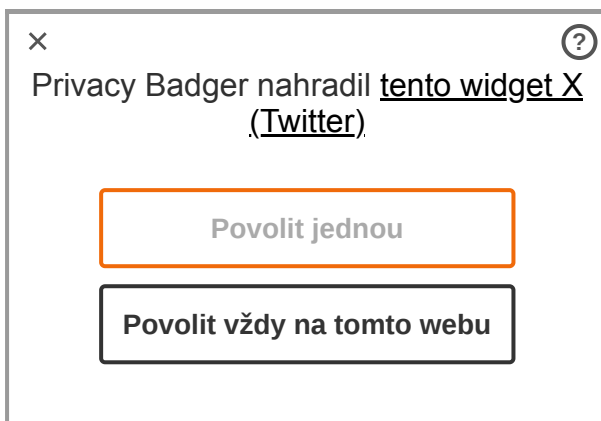 ×
?
Privacy Badger nahradil tento widget X
(Twitter)
Povolit jednou
Povolit vždy na tomto webu